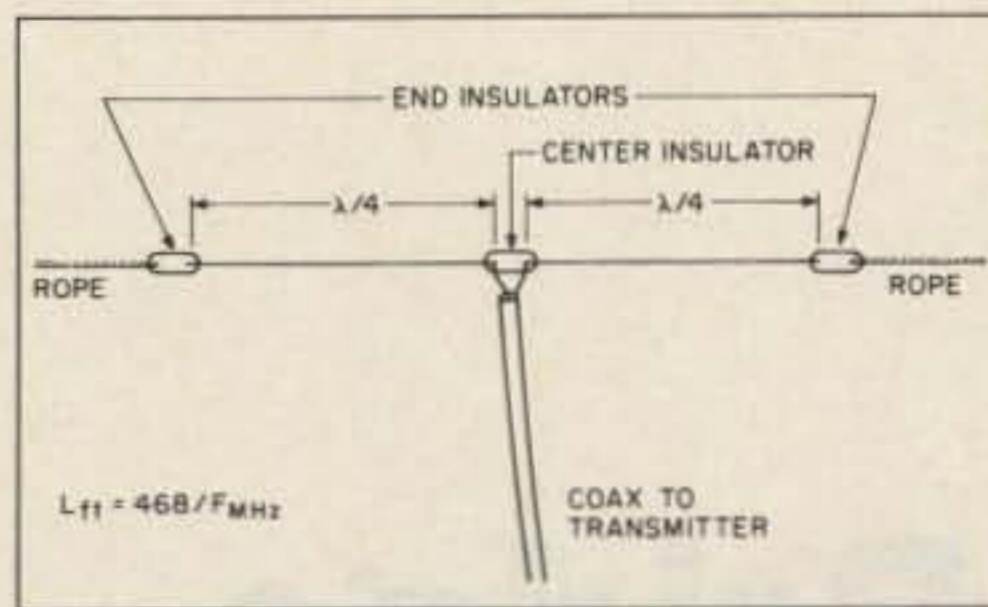 END INSULATORS
CENTER INSULATOR
λ/4
λ/4
ROPE
ROPE
Lft = 468/FMHz
COAX TO
TRANSMITTER